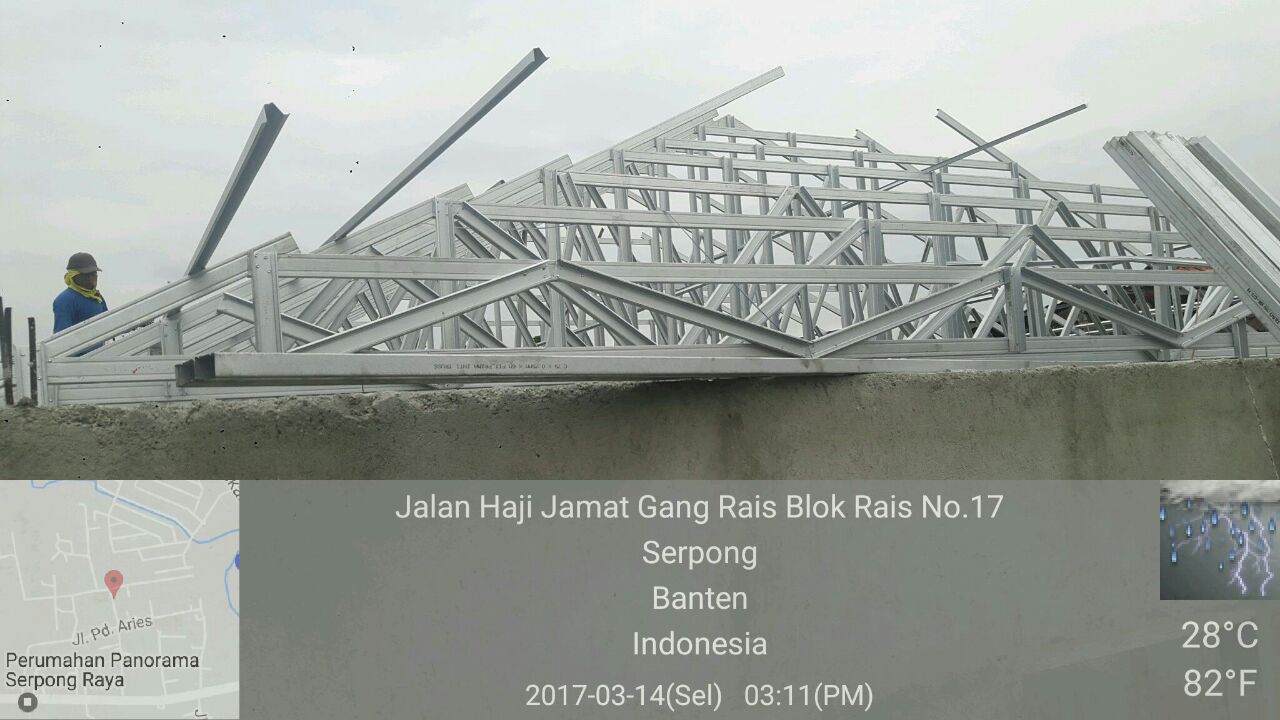 Jalan Haji Jamat Gang Rais Blok Rais No.17
Serpong
Banten
Indonesia
2017-03-14(Sel) 03:11(PM)
28°C
82°F
Jl. Pd. Aries
Perumahan Panorama
Serpong Raya